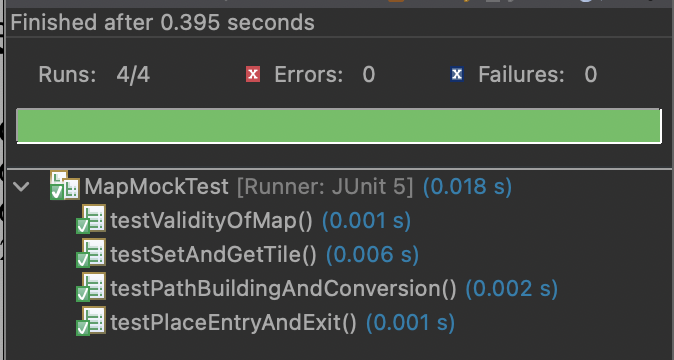 Finished after 0.395 seconds
Runs: 4/4 Errors: 0 Failures: 0
MapMockTest [Runner: JUnit 5] (0.018 s)
testValidityOfMap() (0.001 s)
testSetAndGetTile() (0.006 s)
testPathBuildingAndConversion() (0.002 s)
testPlaceEntryAndExit() (0.001 s)